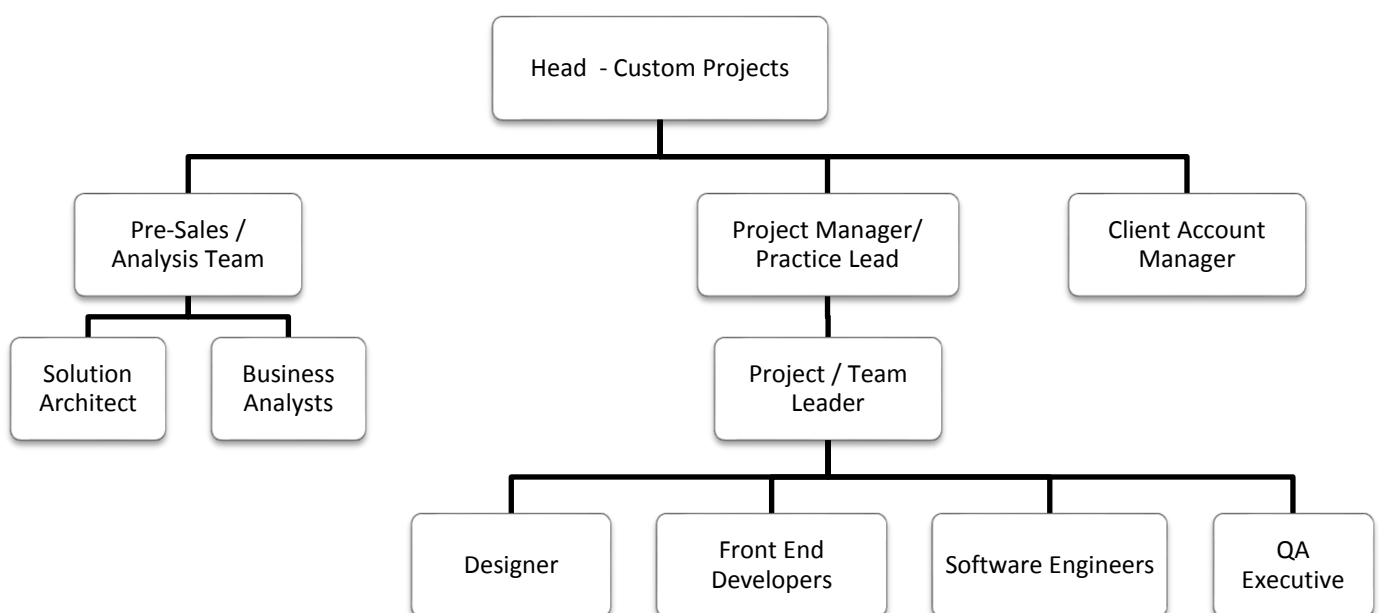 Head  - Custom Projects
Pre-Sales /
Analysis Team
Project Manager/
Practice Lead
Client Account
Manager
Solution
Architect
Business
Analysts
Project / Team
Leader
Designer
Front End
Developers
Software Engineers
QA
Executive